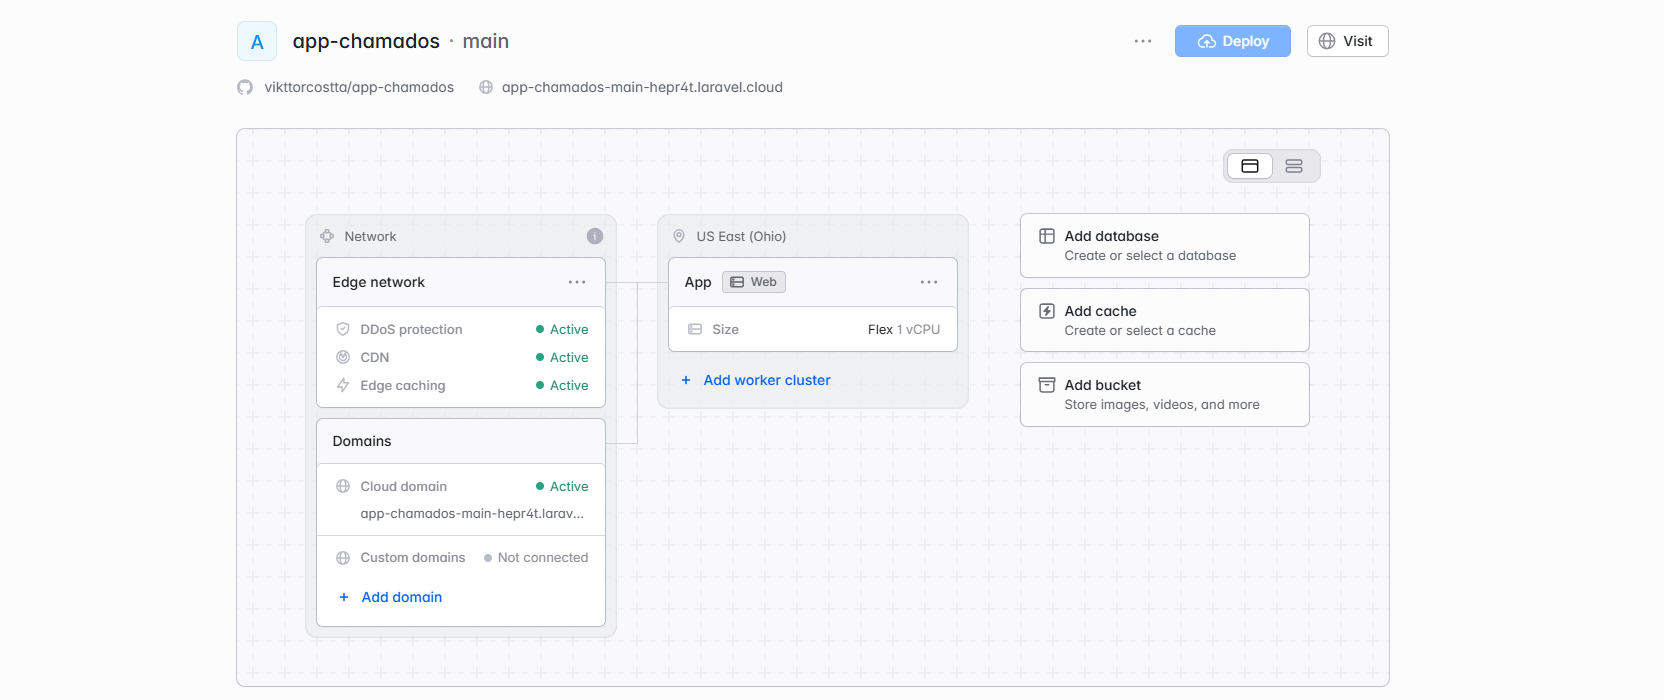 A
app-chamados · main
Deploy
Visit
vikttorcostta/app-chamados
app-chamados-main-hepr4t.laravel.cloud
Network
Edge network
DDoS protection Active
CDN Active
Edge caching Active
Domains
Cloud domain Active
app-chamados-main-hepr4t.larav...
Custom domains Not connected
+ Add domain
US East (Ohio)
App Web
Size Flex 1 vCPU
+ Add worker cluster
Add database
Create or select a database
Add cache
Create or select a cache
Add bucket
Store images, videos, and more